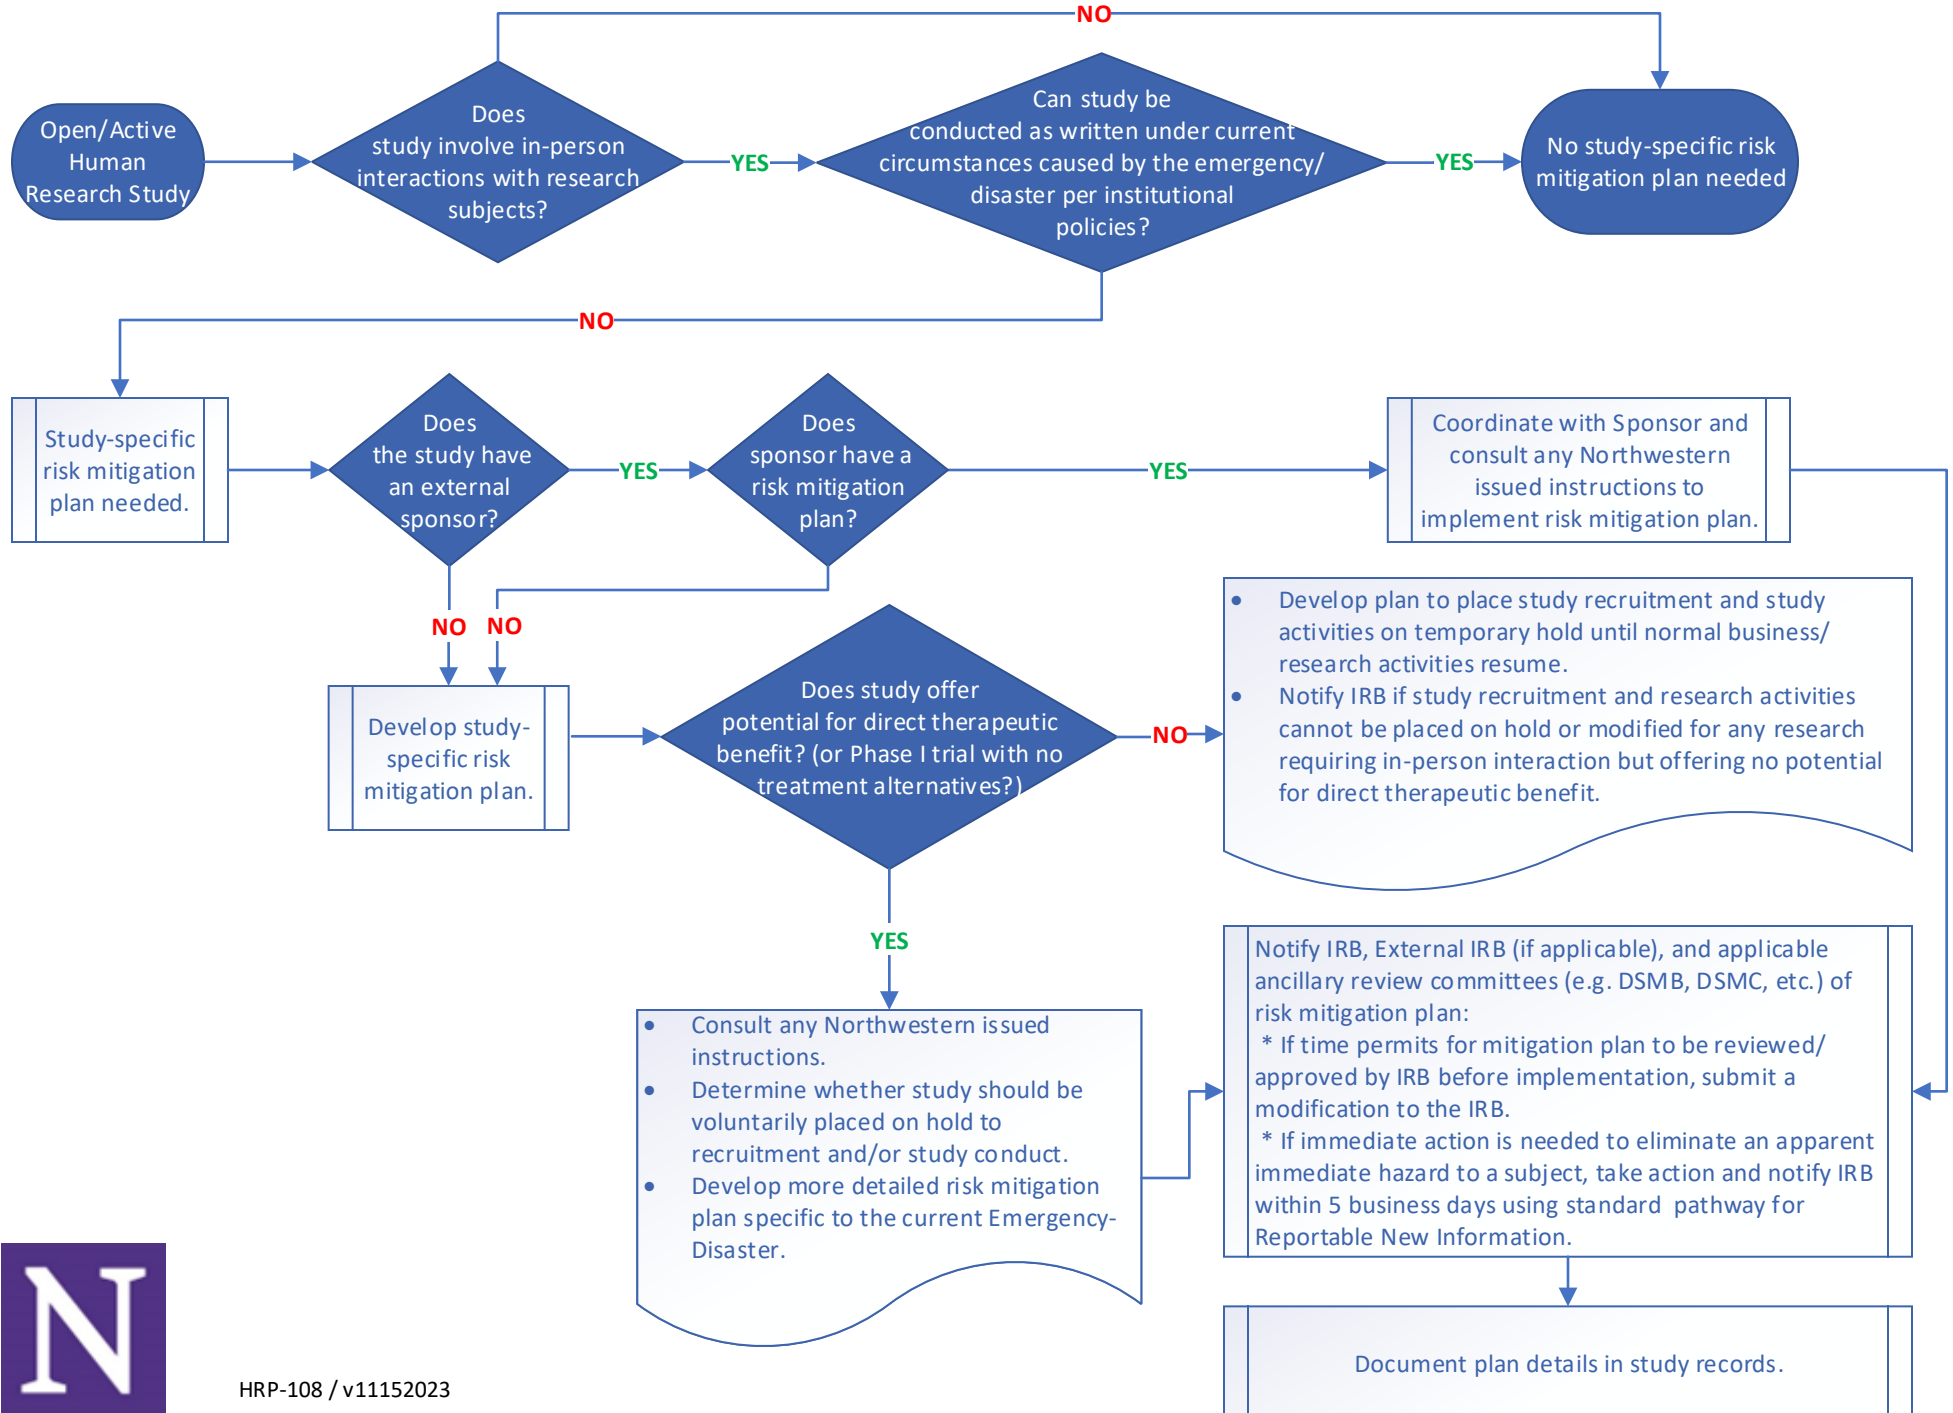 NO
Open/Active
Human
Research Study
Does
study involve in-person
interactions with research
subjects?
YES
Can study be
conducted as written under current
circumstances caused by the emergency/
disaster per institutional
policies?
YES
No study-specific risk
mitigation plan needed
NO
Study-specific
risk mitigation
plan needed.
Does
the study have
an external
sponsor?
YES
Does
sponsor have a
risk mitigation
plan?
YES
Coordinate with Sponsor and
consult any Northwestern
issued instructions to
implement risk mitigation plan.
NO
NO
Develop study-
specific risk
mitigation plan.
Does study offer
potential for direct therapeutic
benefit? (or Phase I trial with no
treatment alternatives?)
NO
• Develop plan to place study recruitment and study
activities on temporary hold until normal business/
research activities resume.
• Notify IRB if study recruitment and research activities
cannot be placed on hold or modified for any research
requiring in-person interaction but offering no potential
for direct therapeutic benefit.
YES
• Consult any Northwestern issued
instructions.
• Determine whether study should be
voluntarily placed on hold to
recruitment and/or study conduct.
• Develop more detailed risk mitigation
plan specific to the current Emergency-
Disaster.
Notify IRB, External IRB (if applicable), and applicable
ancillary review committees (e.g. DSMB, DSMC, etc.) of
risk mitigation plan:
* If time permits for mitigation plan to be reviewed/
approved by IRB before implementation, submit a
modification to the IRB.
* If immediate action is needed to eliminate an apparent
immediate hazard to a subject, take action and notify IRB
within 5 business days using standard pathway for
Reportable New Information.
Document plan details in study records.
N
HRP-108 / v11152023